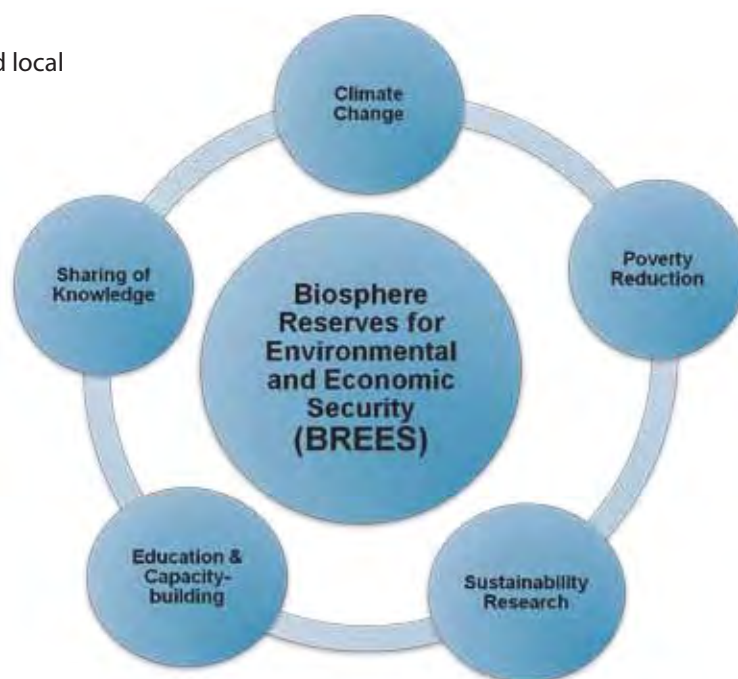 d local
Climate
Change
Poverty
Reduction
Sharing of
Knowledge
Biosphere
Reserves for
Environmental
and Economic
Security
(BREES)
Education &
Capacity-
building
Sustainability
Research